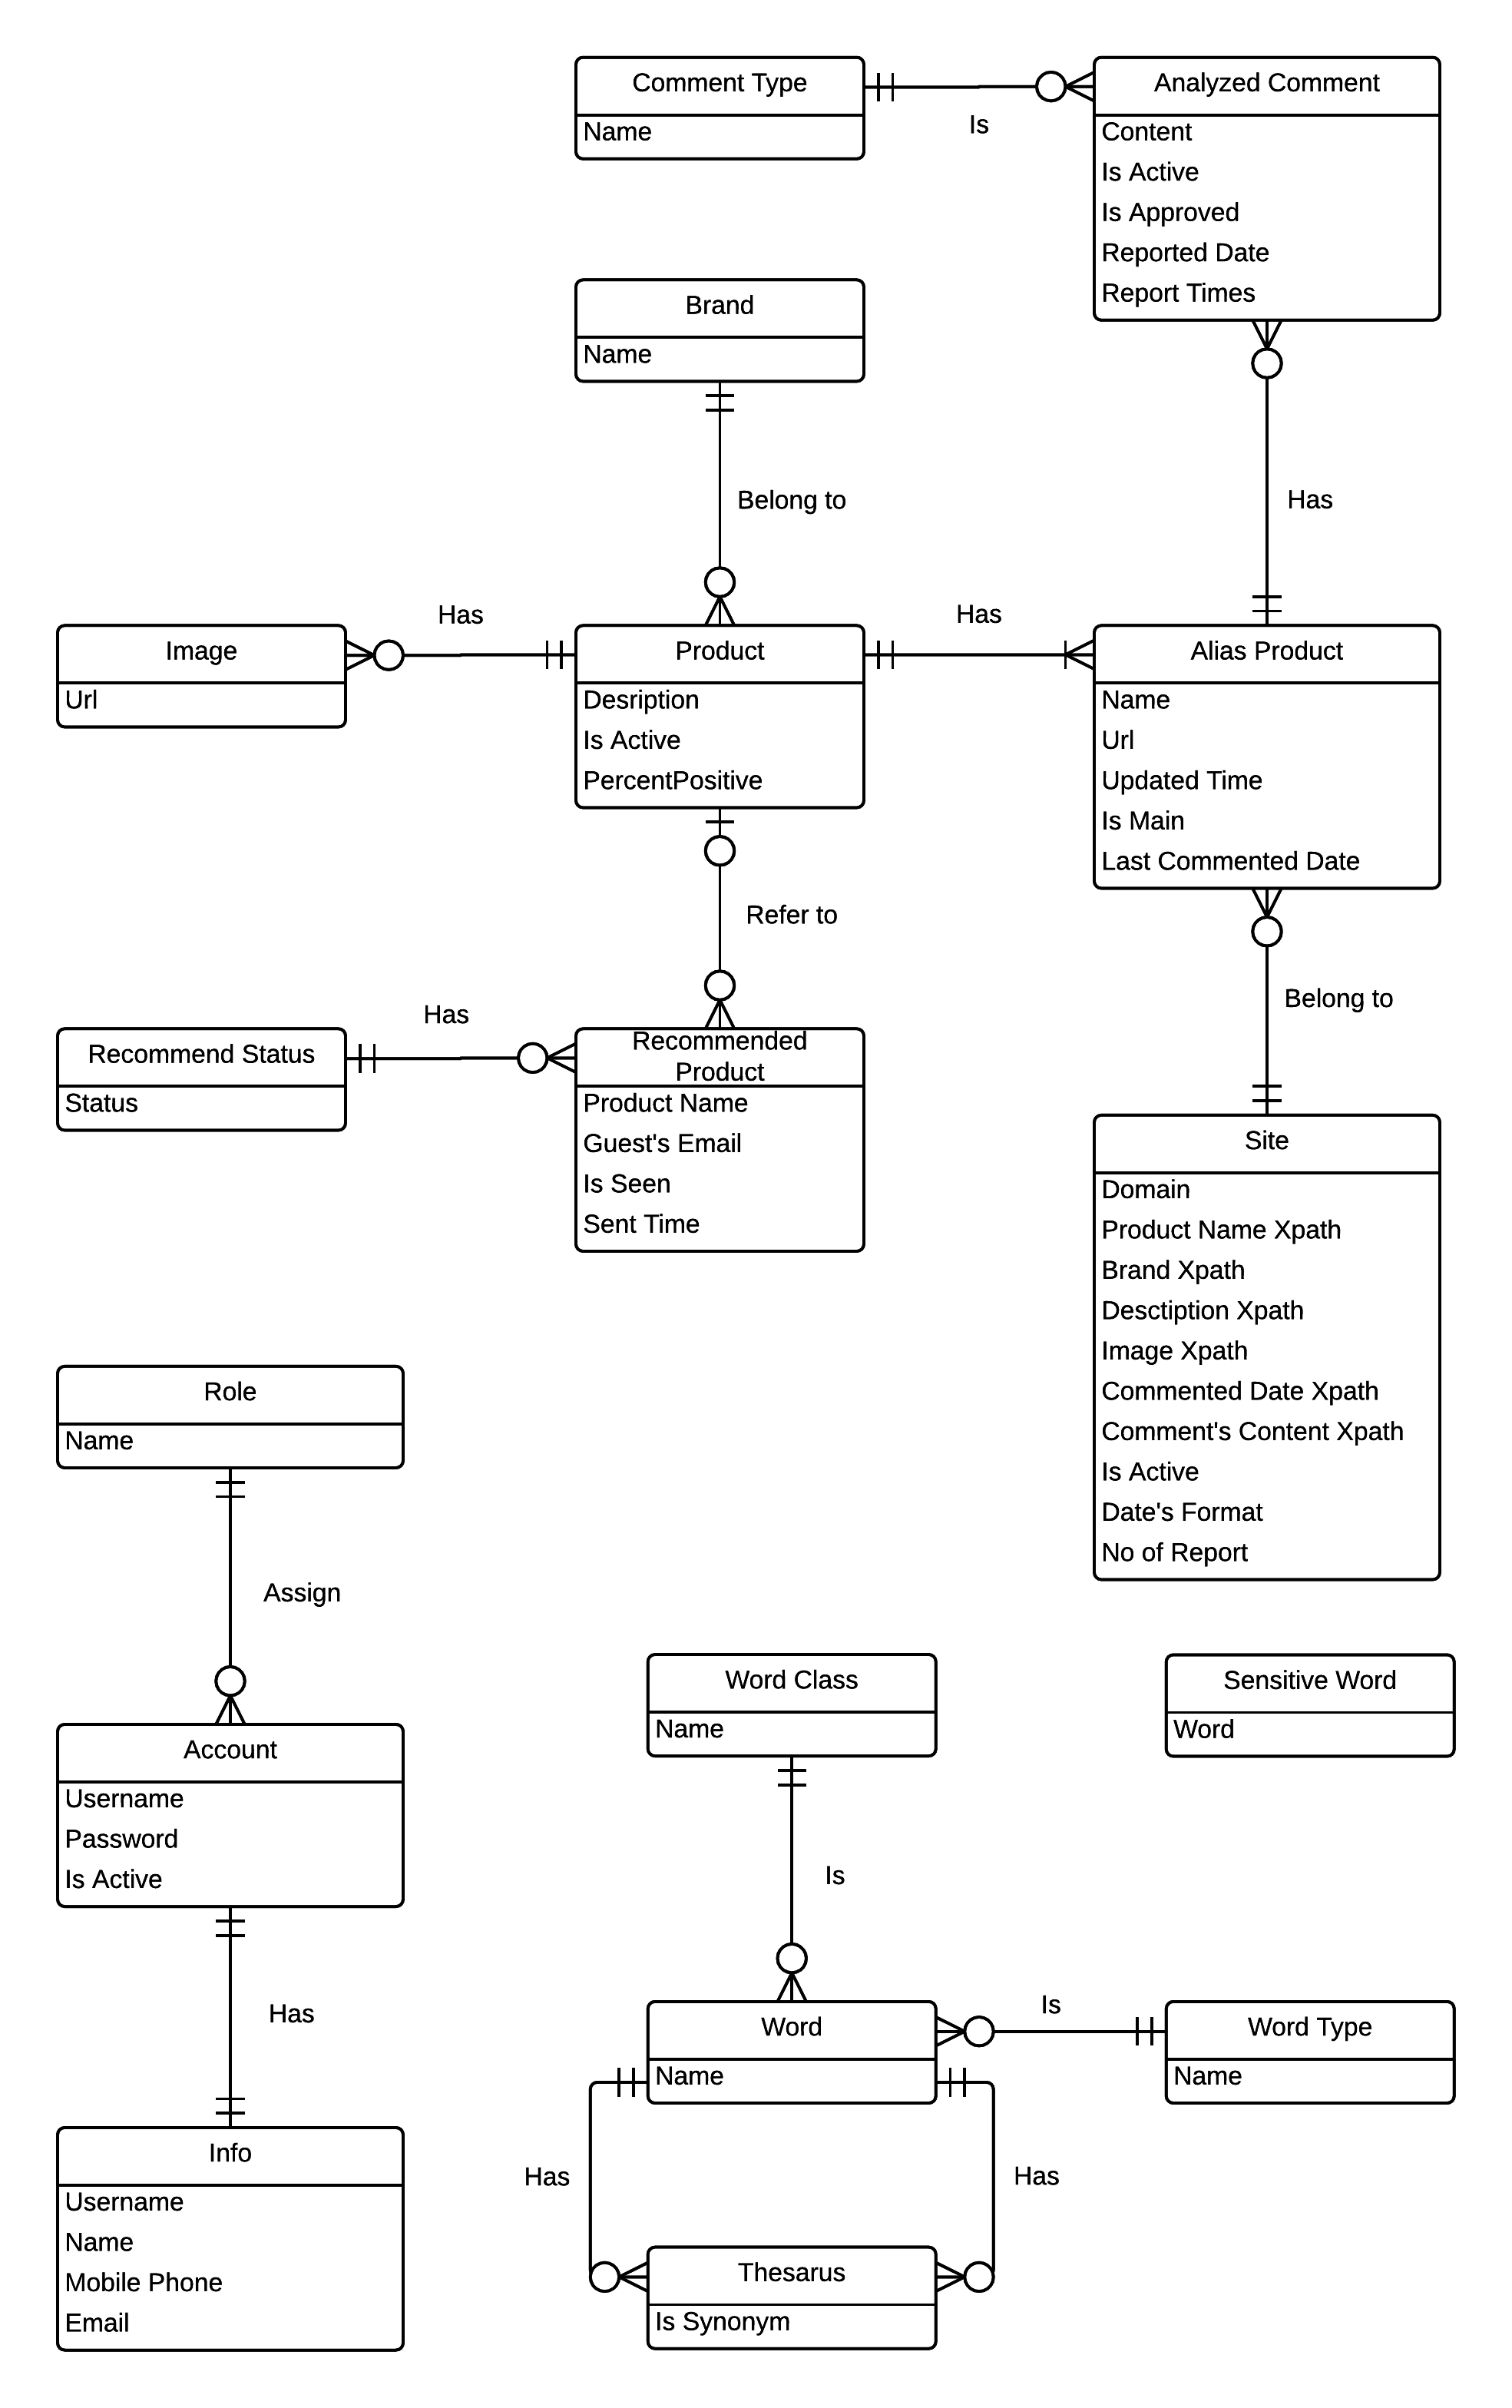 Comment Type
Name
Is
Analyzed Comment
Content
Is Active
Is Approved
Reported Date
Report Times
Brand
Name
Belong to
Has
Image
Url
Has
Product
Desription
Is Active
PercentPositive
Has
Alias Product
Name
Url
Updated Time
Is Main
Last Commented Date
Refer to
Belong to
Recommend Status
Status
Has
Recommended
Product
Product Name
Guest's Email
Is Seen
Sent Time
Site
Domain
Product Name Xpath
Brand Xpath
Desctiption Xpath
Image Xpath
Commented Date Xpath
Comment's Content Xpath
Is Active
Date's Format
No of Report
Role
Name
Assign
Account
Username
Password
Is Active
Has
Info
Username
Name
Mobile Phone
Email
Word Class
Name
Sensitive Word
Word
Is
Word
Name
Is
Word Type
Name
Has
Has
Thesarus
Is Synonym